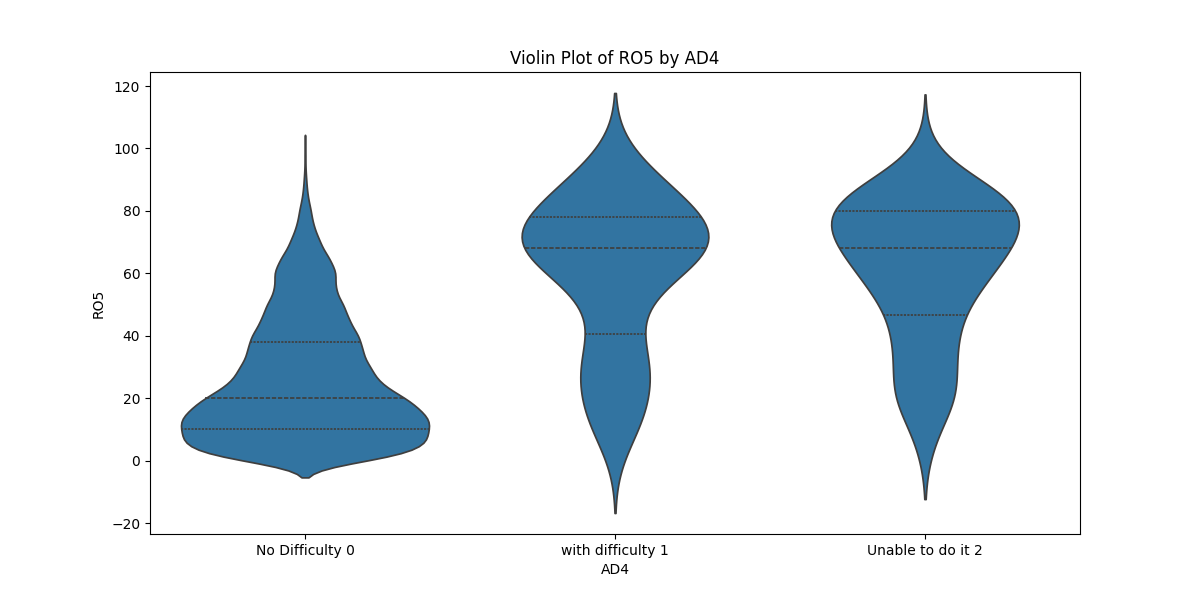 Violin Plot of RO5 by AD4
120
100
80
60
40
20
0
−20
RO5
No Difficulty 0
with difficulty 1
Unable to do it 2
AD4